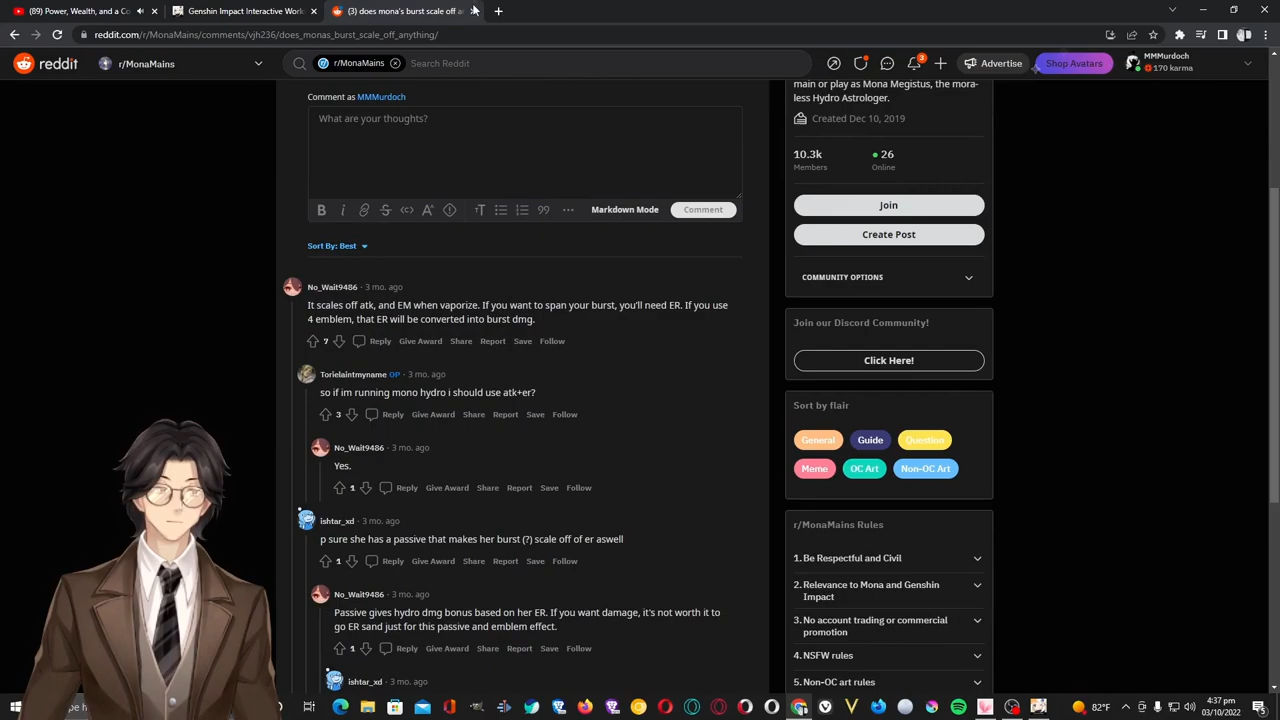 (89) Power, Wealth, and a Co
Genshin Impact Interactive Work
(3) does mona's burst scale off a
reddit.com/r/MonaMains/comments/vjh236/does_monas_burst_scale_off_anything/
reddit
r/MonaMains
r/MonaMains
Search Reddit
3
Advertise
Shop Avatars
MMMurdoch
170 karma
Comment as MMMurdoch
What are your thoughts?
Markdown Mode
Comment
Sort By: Best
No_Wait9486 · 3 mo. ago
It scales off atk, and EM when vaporize. If you want to span your burst, you'll need ER. If you use
4 emblem, that ER will be converted into burst dmg.
7 Reply Give Award Share Report Save Follow
Torielaintmyname OP · 3 mo. ago
so if im running mono hydro i should use atk+er?
3 Reply Give Award Share Report Save Follow
No_Wait9486 · 3 mo. ago
Yes.
1 Reply Give Award Share Report Save Follow
ishtar_xd · 3 mo. ago
p sure she has a passive that makes her burst (?) scale off of er aswell
1 Reply Give Award Share Report Save Follow
No_Wait9486 · 3 mo. ago
Passive gives hydro dmg bonus based on her ER. If you want damage, it's not worth it to
go ER sand just for this passive and emblem effect.
1 Reply Give Award Share Report Save Follow
ishtar_xd · 3 mo. ago
main or play as Mona Megistus, the mora-
less Hydro Astrologer.
Created Dec 10, 2019
10.3k
Members
26
Online
Join
Create Post
COMMUNITY OPTIONS
Join our Discord Community!
Click Here!
Sort by flair
General
Guide
Question
Meme
OC Art
Non-OC Art
r/MonaMains Rules
1. Be Respectful and Civil
2. Relevance to Mona and Genshin
Impact
3. No account trading or commercial
promotion
4. NSFW rules
5. Non-OC art rules
82°F
4:37 pm
03/10/2022